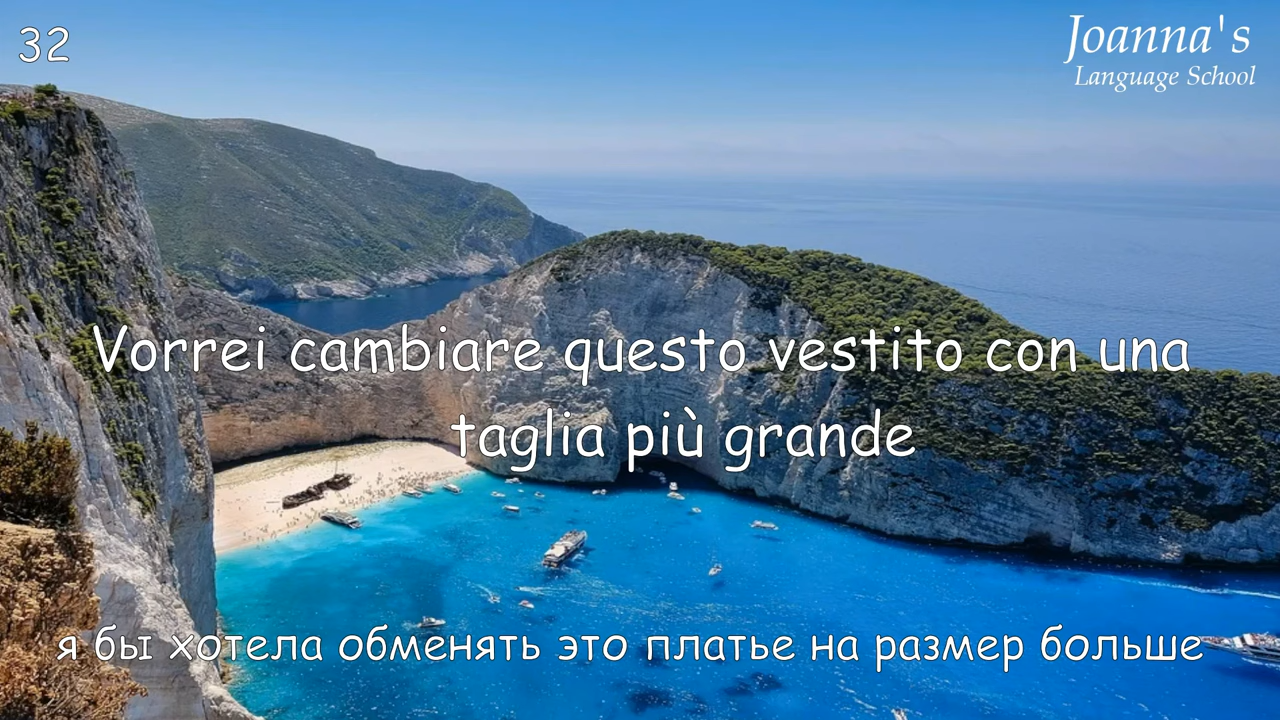 32
Joanna's
Language School
Vorrei cambiare questo vestito con una
taglia più grande
я бы хотела обменять это платье на размер больше